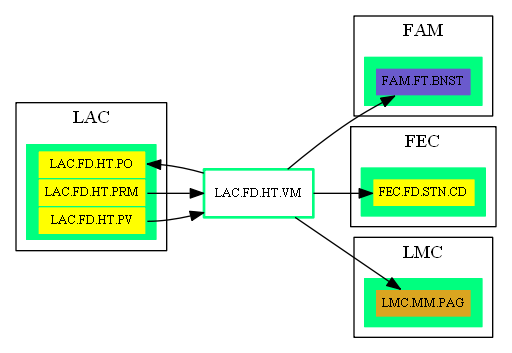 LAC
LAC.FD.HT.PO
LAC.FD.HT.PRM
LAC.FD.HT.PV
LAC.FD.HT.VM
FAM
FAM.FT.BNST
FEC
FEC.FD.STN.CD
LMC
LMC.MM.PAG